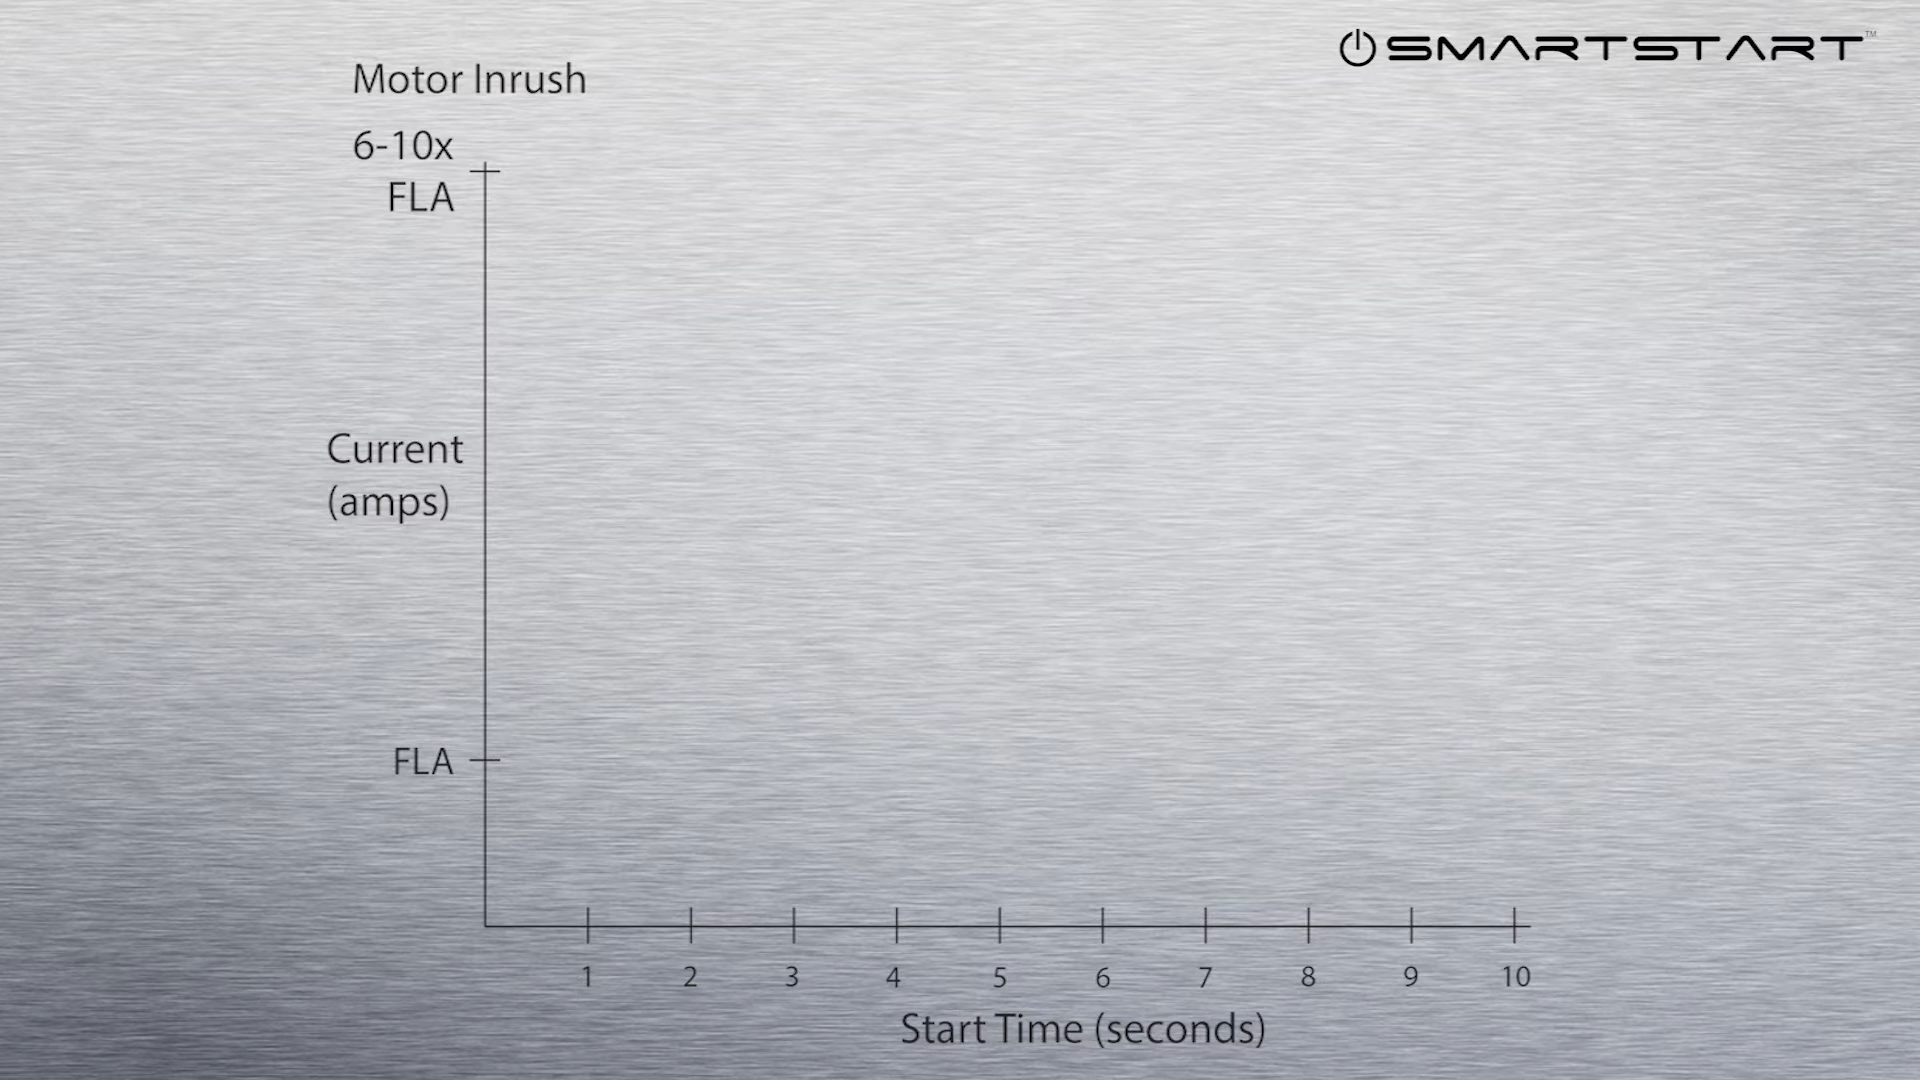 SMARTSTART™
Motor Inrush
6-10x
FLA
Current
(amps)
FLA
1 2 3 4 5 6 7 8 9 10
Start Time (seconds)